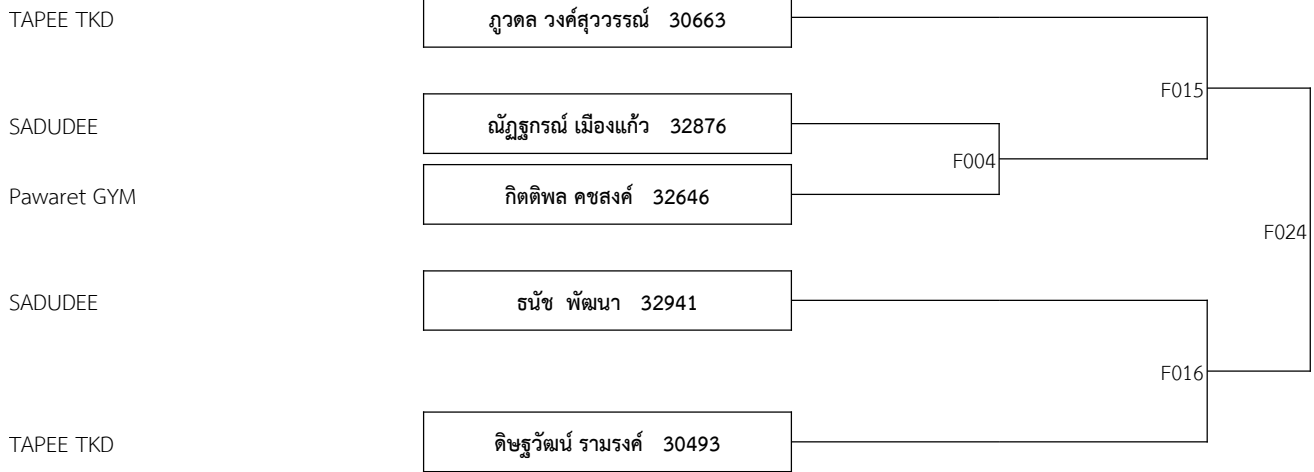 TAPEE TKD ภูวดล วงค์สุววรรณ์ 30663
F015
SADUDEE ณัฏฐกรณ์ เมืองแก้ว 32876
F004
Pawaret GYM กิตติพล คชสงค์ 32646
F024
SADUDEE ธนัช พัฒนา 32941
F016
TAPEE TKD ดิษฐวัฒน์ รามรงค์ 30493